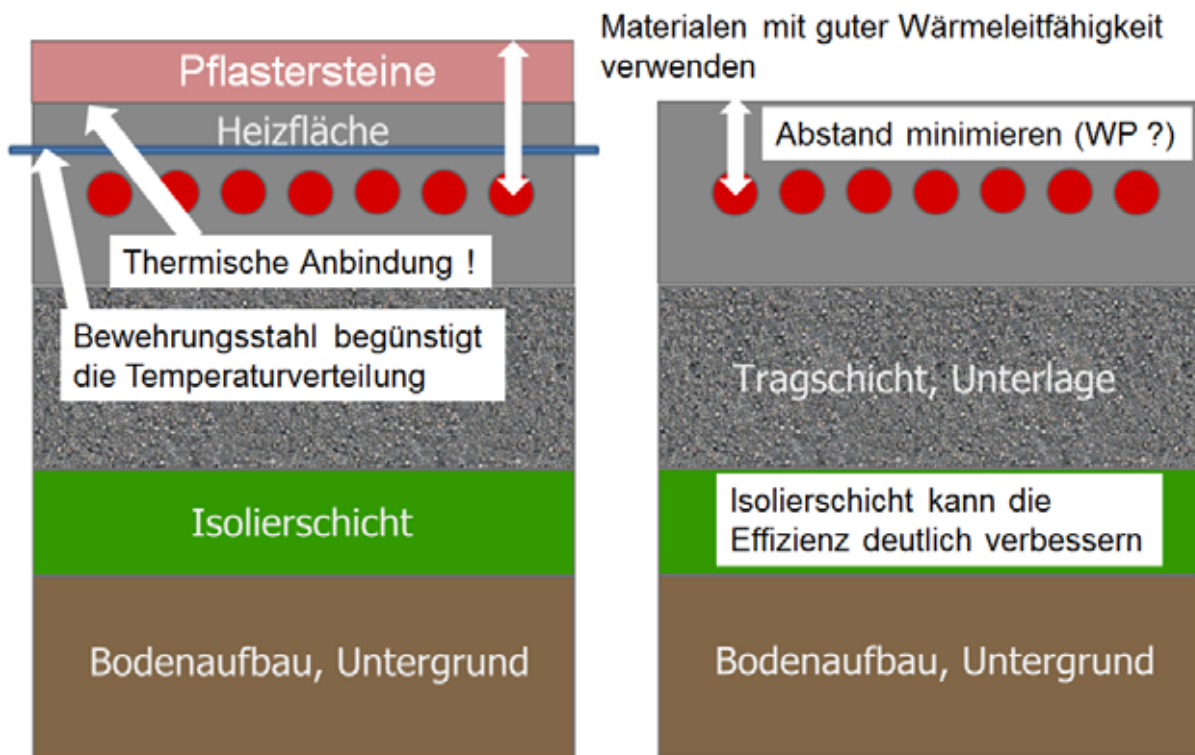 Pflastersteine
Heizfläche
Thermische Anbindung !
Bewehrungsstahl begünstigt
die Temperaturverteilung
Isolierschicht
Bodenaufbau, Untergrund
Materialen mit guter Wärmeleitfähigkeit
verwenden
Abstand minimieren (WP ?)
Tragschicht, Unterlage
Isolierschicht kann die
Effizienz deutlich verbessern
Bodenaufbau, Untergrund